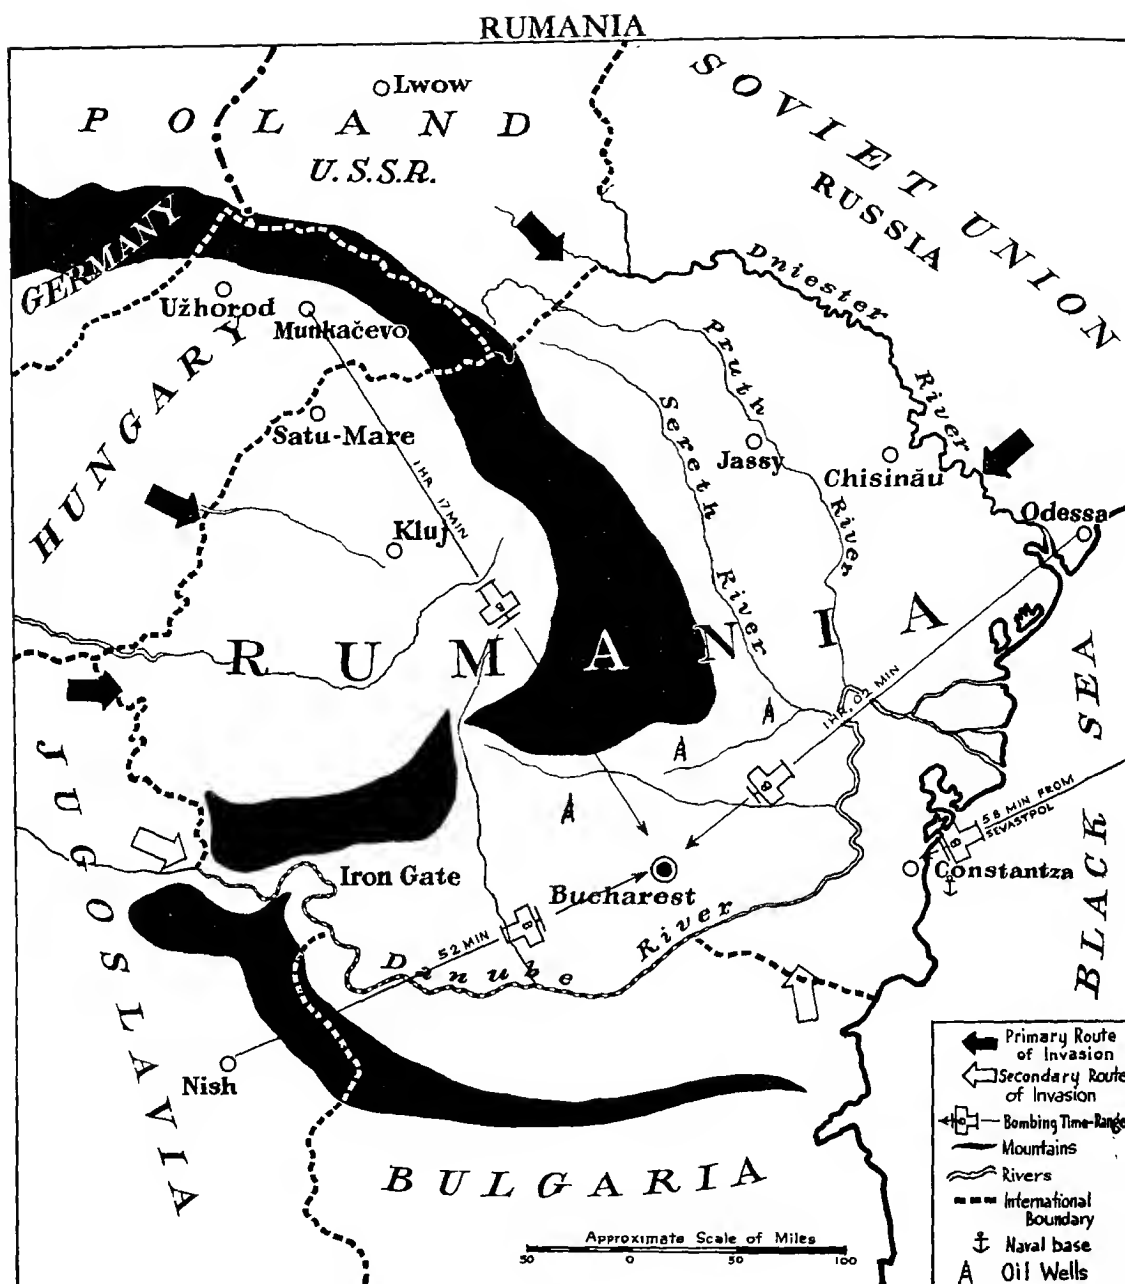 RUMANIA
POLAND
Lwow
U.S.S.R.
SOVIET UNION
RUSSIA
GERMANY
Užhorod
Munkačevo
HUNGARY
Satu-Mare
1 HR 17 MIN
Kluj
Dniester
River
Pruth
River
Sereth
River
Jassy
Chisinău
Odessa
RUMANIA
1 HR. 02 MIN
BLACK SEA
58 MIN FROM
SEVASTPOL
Constantza
JUGOSLAVIA
Iron Gate
Bucharest
52 MIN
Danube
River
Nish
BULGARIA
Approximate Scale of Miles
50 0 50 100
Primary Route
of Invasion
Secondary Route
of Invasion
Bombing Time-Range
Mountains
Rivers
International
Boundary
Naval base
Oil Wells